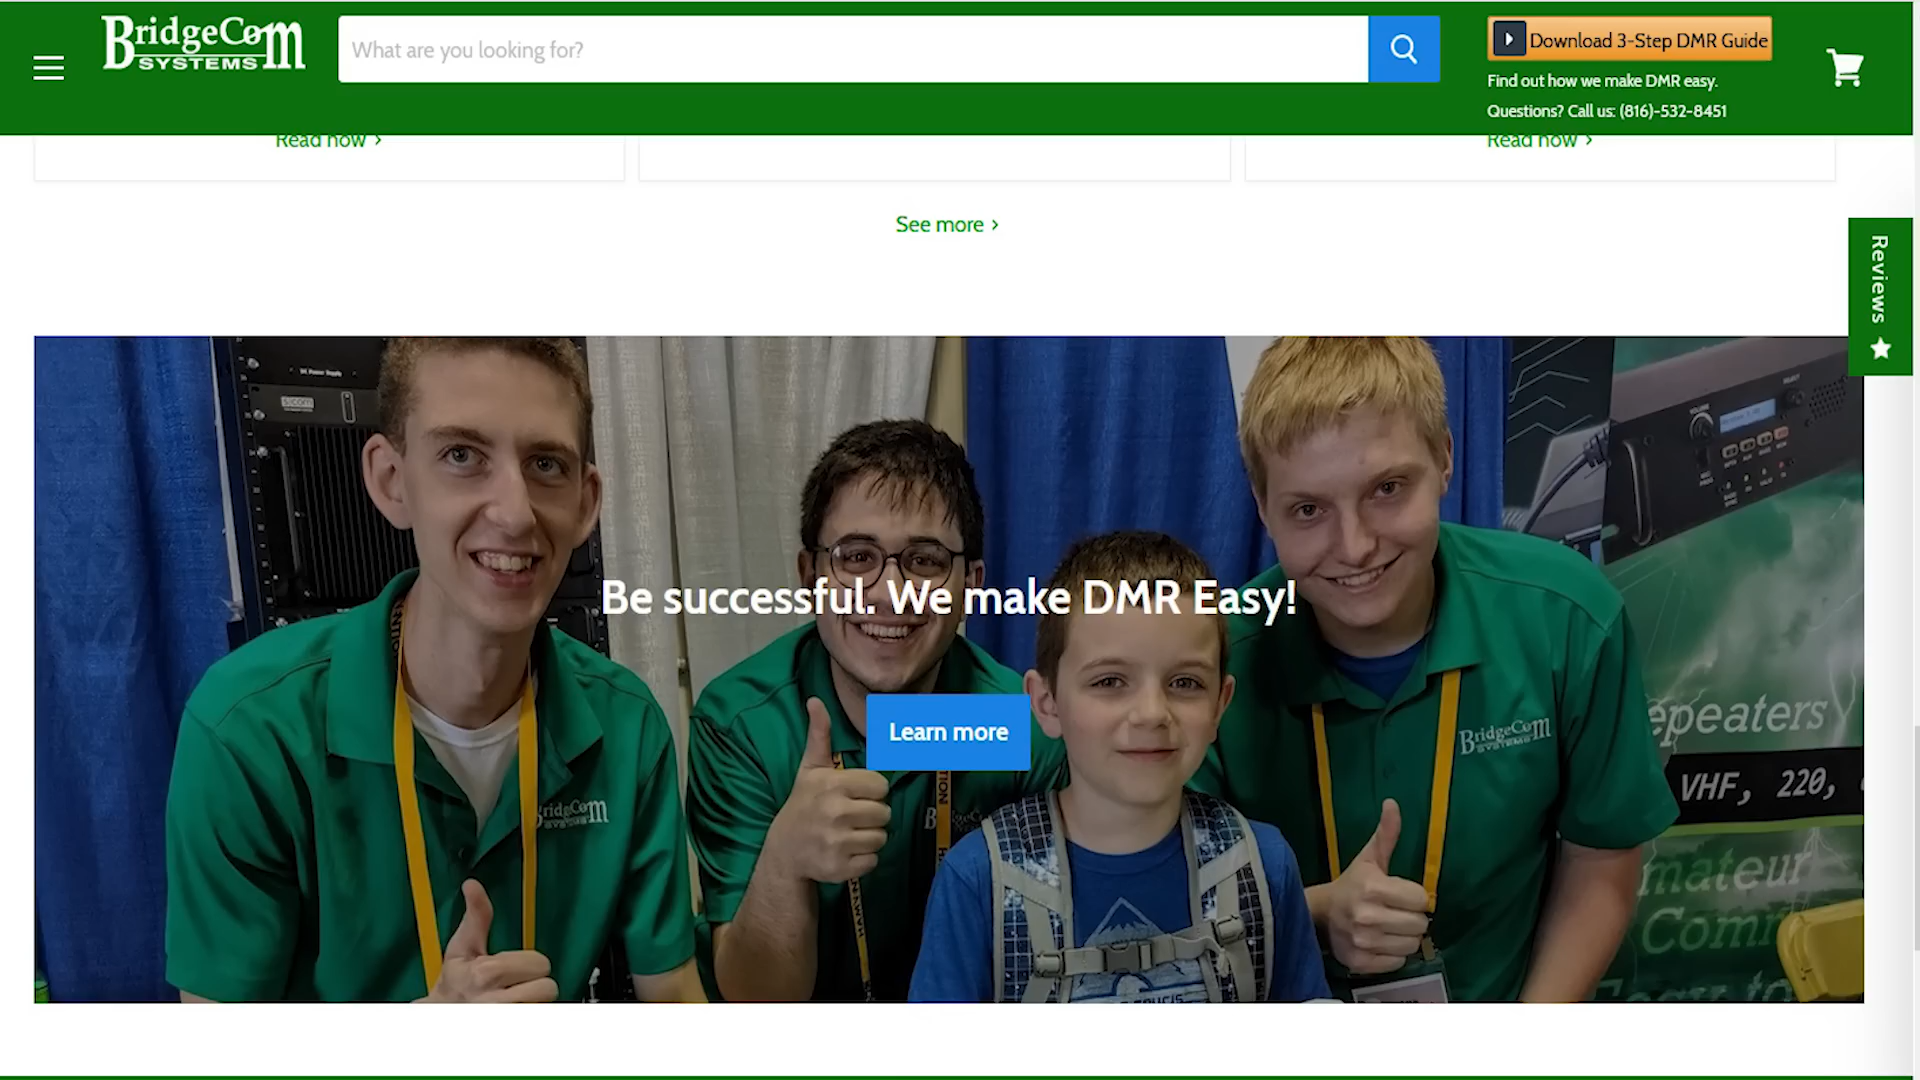 BridgeCom
SYSTEMS
What are you looking for?
Download 3-Step DMR Guide
Find out how we make DMR easy.
Questions? Call us: (816)-532-8451
Read now ›
Read now ›
See more ›
Reviews
Be successful. We make DMR Easy!
Learn more
BridgeCom
SYSTEMS
epeaters
VHF, 220,
mateur
Com